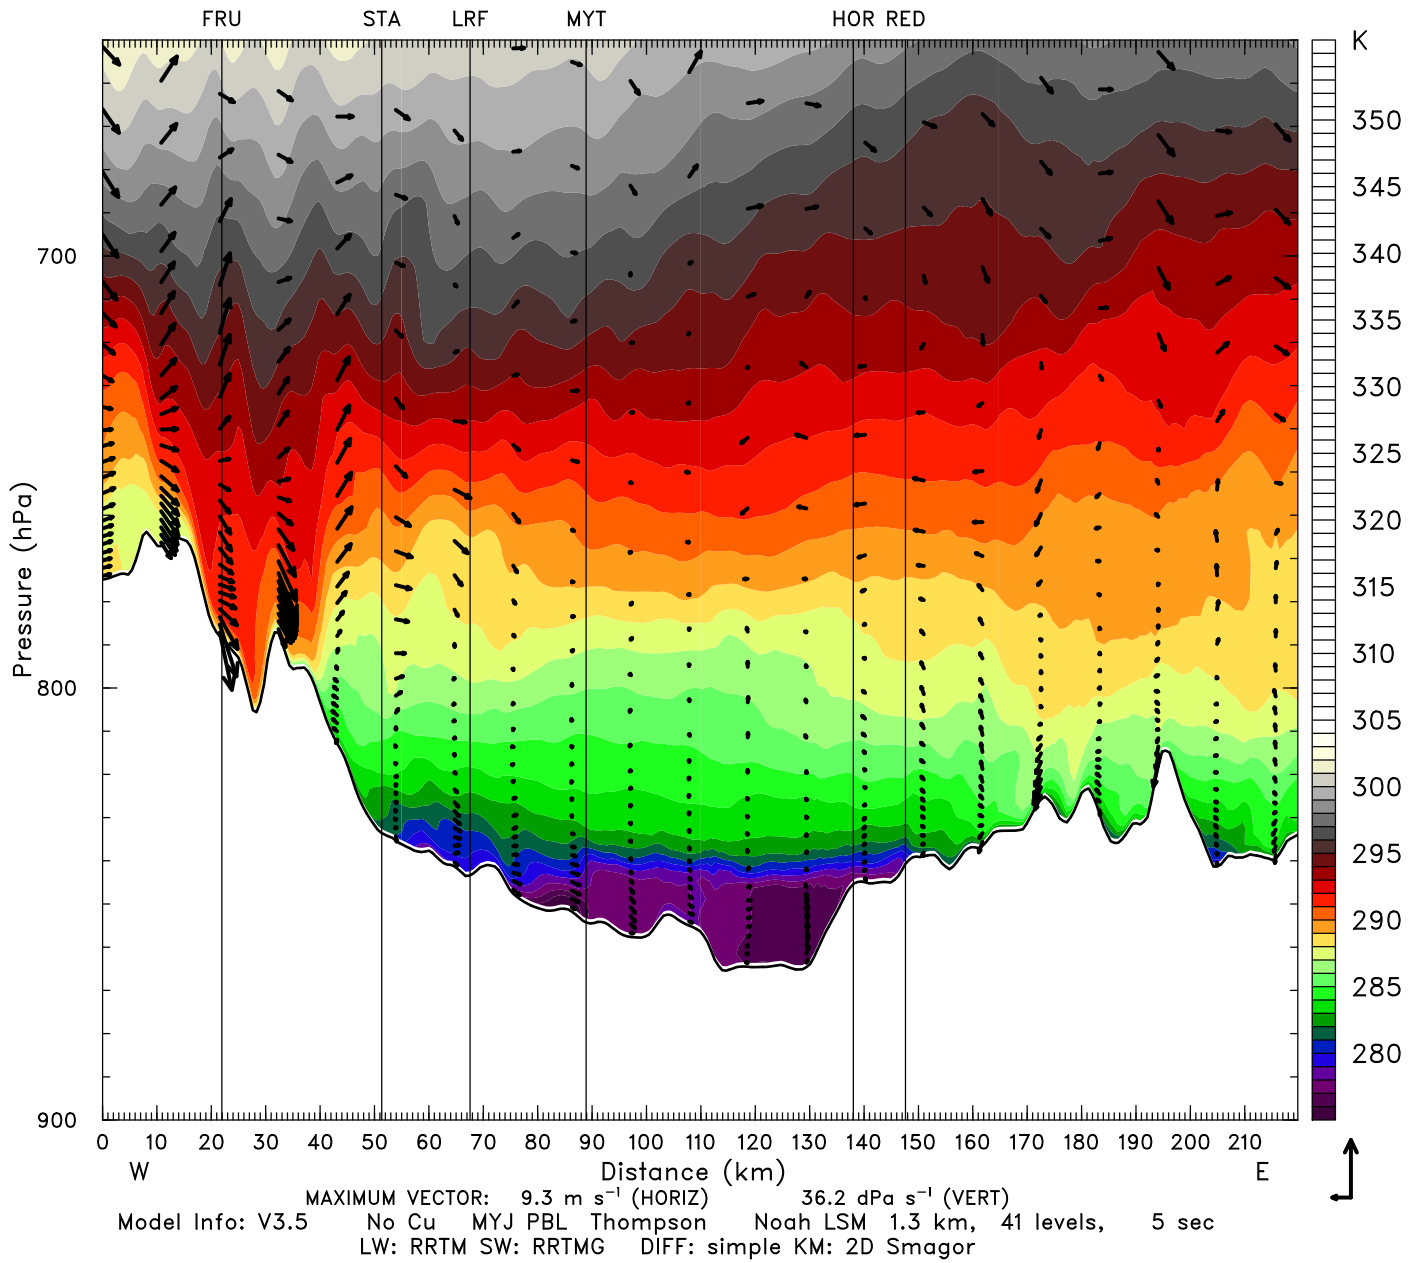 FRU STA LRF MYT HOR RED
K
350
345
340
335
330
325
320
315
310
305
300
295
290
285
280
Pressure (hPa)
700
800
900
0 10 20 30 40 50 60 70 80 90 100 110 120 130 140 150 160 170 180 190 200 210
W Distance (km) E
MAXIMUM VECTOR: 9.3 m s⁻¹ (HORIZ) 36.2 dPa s⁻¹ (VERT)
Model Info: V3.5 No Cu MYJ PBL Thompson Noah LSM 1.3 km, 41 levels, 5 sec
LW: RRTM SW: RRTMG DIFF: simple KM: 2D Smagor